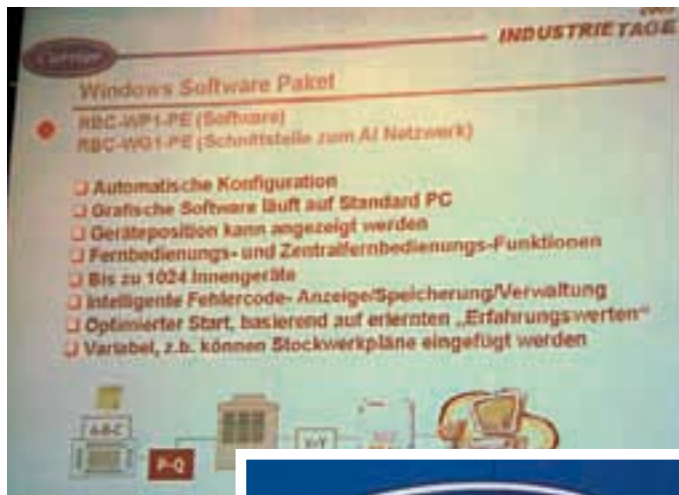 INDUSTRIETAGE
Windows Software Paket
RBC-WP1-PE (Software)
RBC-WG1-PE (Schnittstelle zum AI Netzwerk)
Automatische Konfiguration
Grafische Software läuft auf Standard PC
Geräteposition kann angezeigt werden
Fernbedienungs- und Zentralfernbedienungs-Funktionen
Bis zu 1024 Innengeräte
Intelligente Fehlercode- Anzeige/Speicherung/Verwaltung
Optimierter Start, basierend auf erlernten „Erfahrungswerten“
Variabel, z.b. können Stockwerkpläne eingefügt werden
A-B-C
P-Q